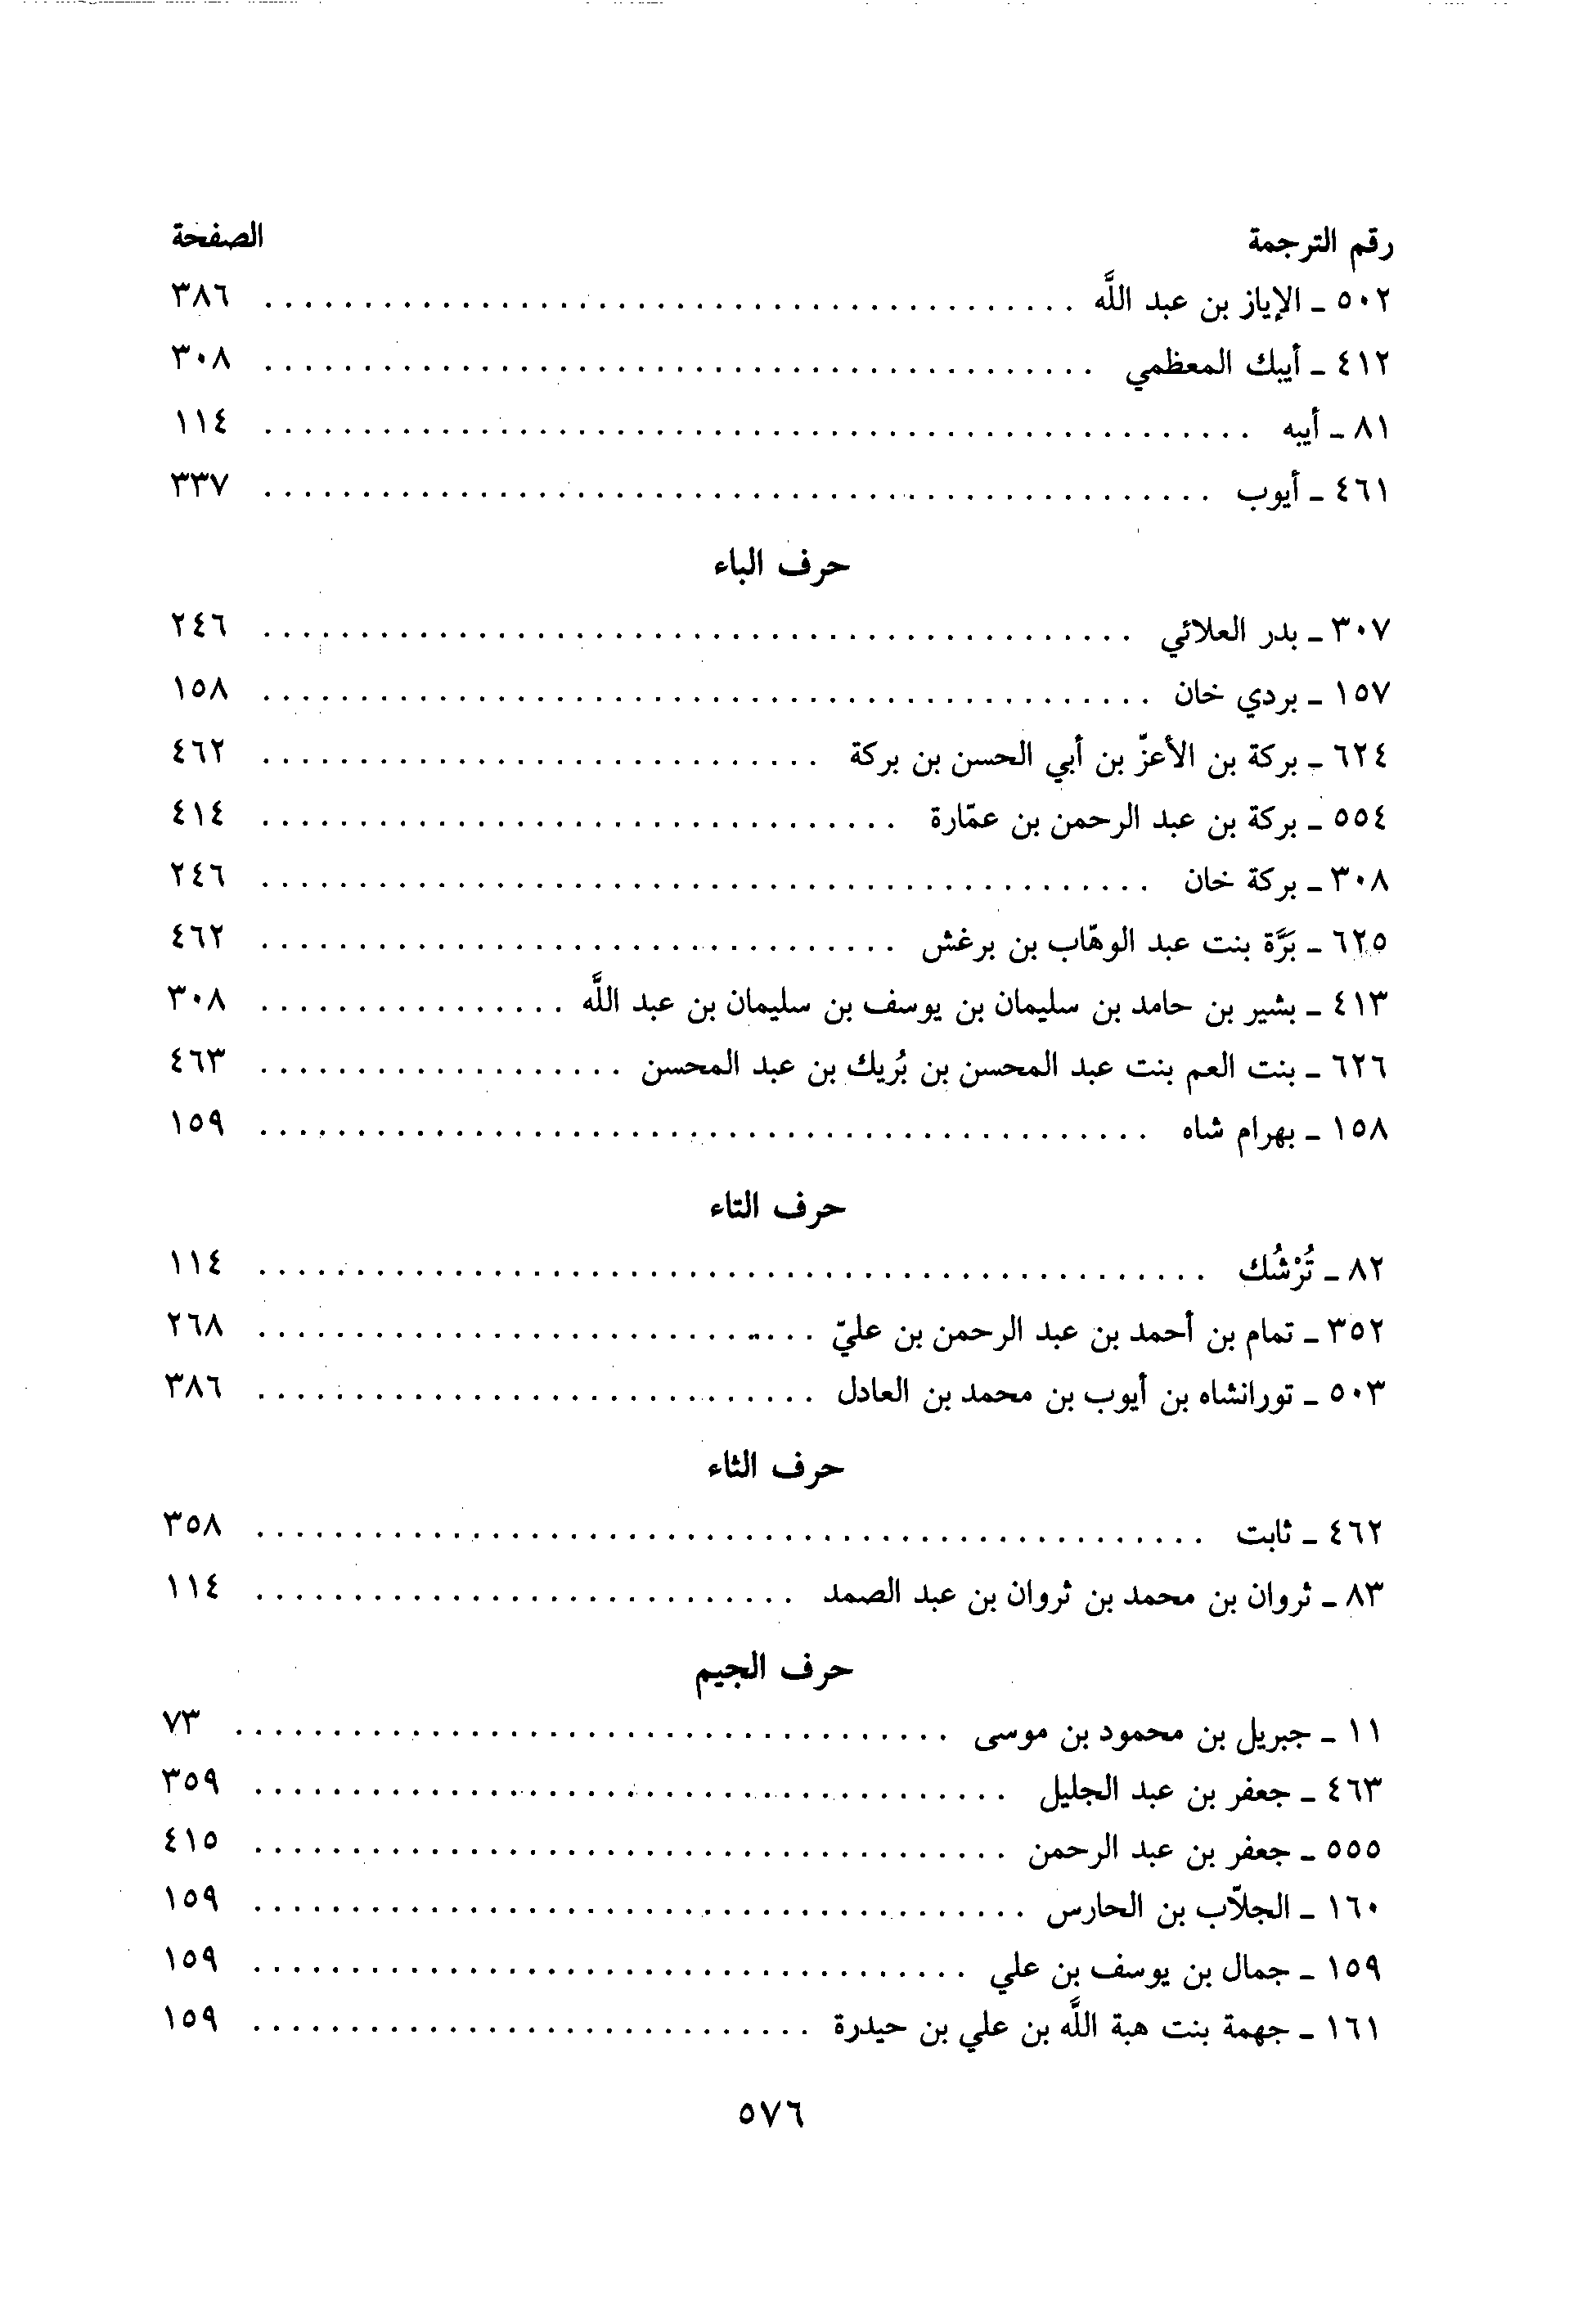 رقم الترجمة الصفحة
٥٠٢ ـ الإياز بن عبد اللَّه . . . . . . . . . . ٣٨٦
٤١٢ ـ أيبك المعظمي . . . . . . . . . . ٣٠٨
٨١ ـ أيبه . . . . . . . . . . ١١٤
٤٦١ ـ أيوب . . . . . . . . . . ٣٣٧
حرف الباء
٣٠٧ ـ بدر العلائي . . . . . . . . . . ٢٤٦
١٥٧ ـ بردي خان . . . . . . . . . . ١٥٨
٦٢٤ ـ بركة بن الأعزّ بن أبي الحسن بن بركة . . . . . . . . . . ٤٦٢
٥٥٤ ـ بركة بن عبد الرحمن بن عمّارة . . . . . . . . . . ٤١٤
٣٠٨ ـ بركة خان . . . . . . . . . . ٢٤٦
٦٢٥ ـ بَرَّة بنت عبد الوهّاب بن برغش . . . . . . . . . . ٤٦٢
٤١٣ ـ بشير بن حامد بن سليمان بن يوسف بن سليمان بن عبد اللَّه . . . . . . . . . . ٣٠٨
٦٢٦ ـ بنت العم بنت عبد المحسن بن بُريك بن عبد المحسن . . . . . . . . . . ٤٦٣
١٥٨ ـ بهرام شاه . . . . . . . . . . ١٥٩
حرف التاء
٨٢ ـ تُرْشُك . . . . . . . . . . ١١٤
٣٥٢ ـ تمام بن أحمد بن عبد الرحمن بن عليّ . . . . . . . . . . ٢٦٨
٥٠٣ ـ تورانشاه بن أيوب بن محمد بن العادل . . . . . . . . . . ٣٨٦
حرف الثاء
٤٦٢ ـ ثابت . . . . . . . . . . ٣٥٨
٨٣ ـ ثروان بن محمد بن ثروان بن عبد الصمد . . . . . . . . . . ١١٤
حرف الجيم
١١ ـ جبريل بن محمود بن موسى . . . . . . . . . . ٧٣
٤٦٣ ـ جعفر بن عبد الجليل . . . . . . . . . . ٣٥٩
٥٥٥ ـ جعفر بن عبد الرحمن . . . . . . . . . . ٤١٥
١٦٠ ـ الجلاّب بن الحارس . . . . . . . . . . ١٥٩
١٥٩ ـ جمال بن يوسف بن علي . . . . . . . . . . ١٥٩
١٦١ ـ جهمة بنت هبة اللَّه بن علي بن حيدرة . . . . . . . . . . ١٥٩
٥٧٦